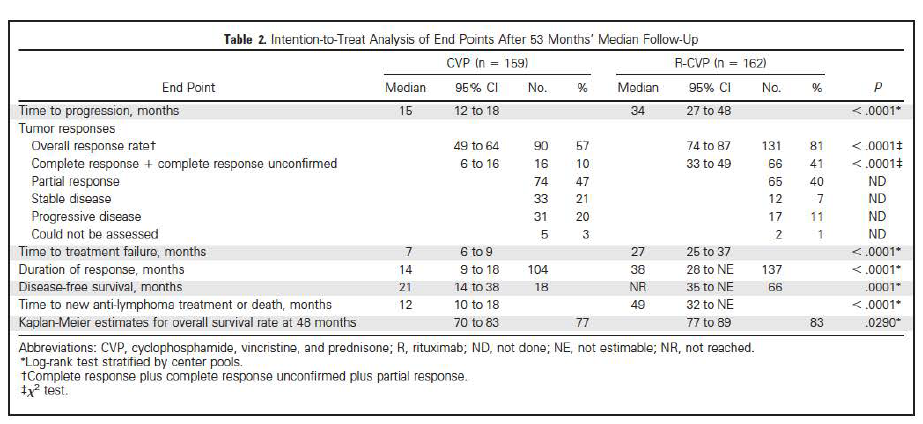 Table 2. Intention-to-Treat Analysis of End Points After 53 Months' Median Follow-Up
CVP (n = 159) R-CVP (n = 162)
End Point Median 95% CI No. % Median 95% CI No. % P
Time to progression, months 15 12 to 18 34 27 to 48 < .0001*
Tumor responses
Overall response rate† 49 to 64 90 57 74 to 87 131 81 < .0001‡
Complete response + complete response unconfirmed 6 to 16 16 10 33 to 49 66 41 < .0001‡
Partial response 74 47 65 40 ND
Stable disease 33 21 12 7 ND
Progressive disease 31 20 17 11 ND
Could not be assessed 5 3 2 1 ND
Time to treatment failure, months 7 6 to 9 27 25 to 37 < .0001*
Duration of response, months 14 9 to 18 104 38 28 to NE 137 < .0001*
Disease-free survival, months 21 14 to 38 18 NR 35 to NE 66 .0001*
Time to new anti-lymphoma treatment or death, months 12 10 to 18 49 32 to NE < .0001*
Kaplan-Meier estimates for overall survival rate at 48 months 70 to 83 77 77 to 89 83 .0290*
Abbreviations: CVP, cyclophosphamide, vincristine, and prednisone; R, rituximab; ND, not done; NE, not estimable; NR, not reached.
*Log-rank test stratified by center pools.
†Complete response plus complete response unconfirmed plus partial response.
‡χ² test.